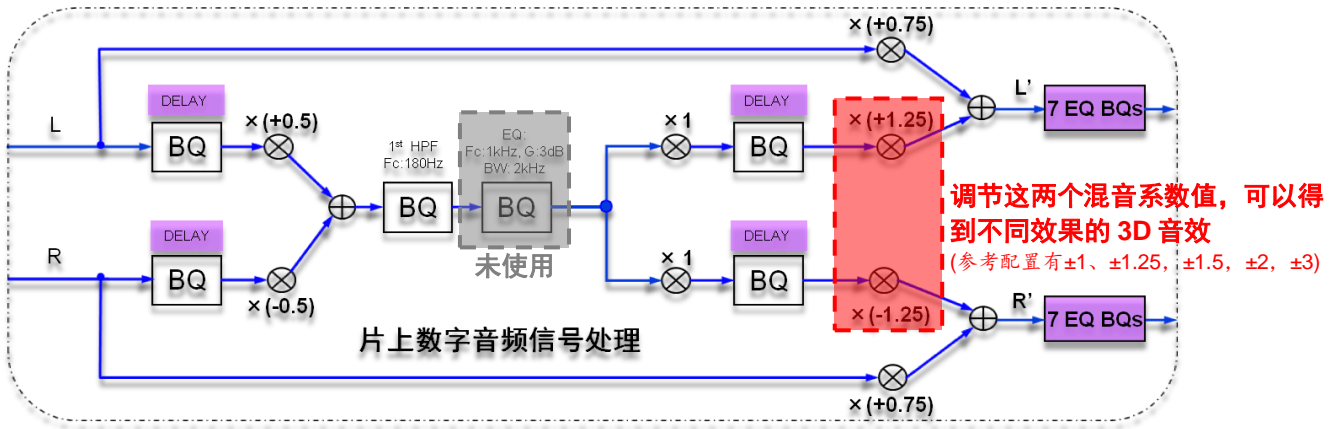 ×(+0.75)
L
DELAY
BQ
×(+0.5)
1st HPF
Fc:180Hz
BQ
EQ:
Fc:1kHz, G:3dB
BW: 2kHz
BQ
未使用
×1
DELAY
BQ
×(+1.25)
L’
7 EQ BQs
R
DELAY
BQ
×(-0.5)
×1
DELAY
BQ
×(-1.25)
R’
7 EQ BQs
×(+0.75)
调节这两个混音系数值，可以得
到不同效果的 3D 音效
(参考配置有±1、±1.25，±1.5，±2，±3)
片上数字音频信号处理